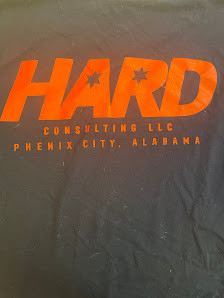 HARD
CONSULTING LLC
PHENIX CITY, ALABAMA